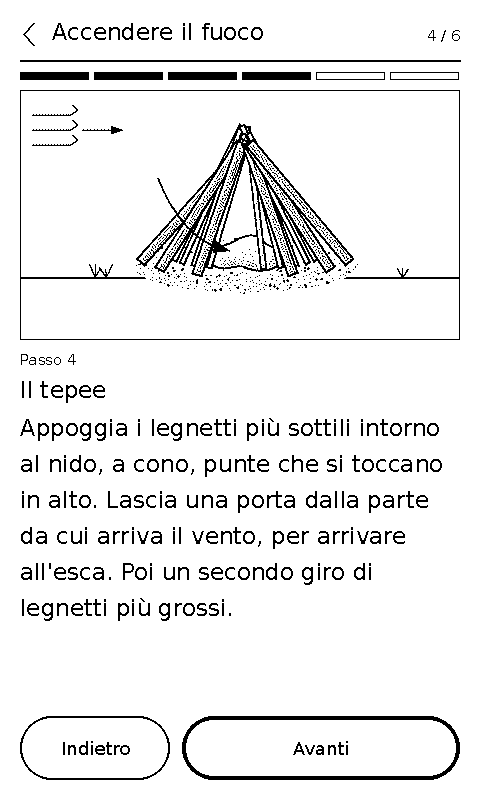 Accendere il fuoco
4 / 6
Passo 4
Il tepee
Appoggia i legnetti più sottili intorno
al nido, a cono, punte che si toccano
in alto. Lascia una porta dalla parte
da cui arriva il vento, per arrivare
all'esca. Poi un secondo giro di
legnetti più grossi.
Indietro
Avanti